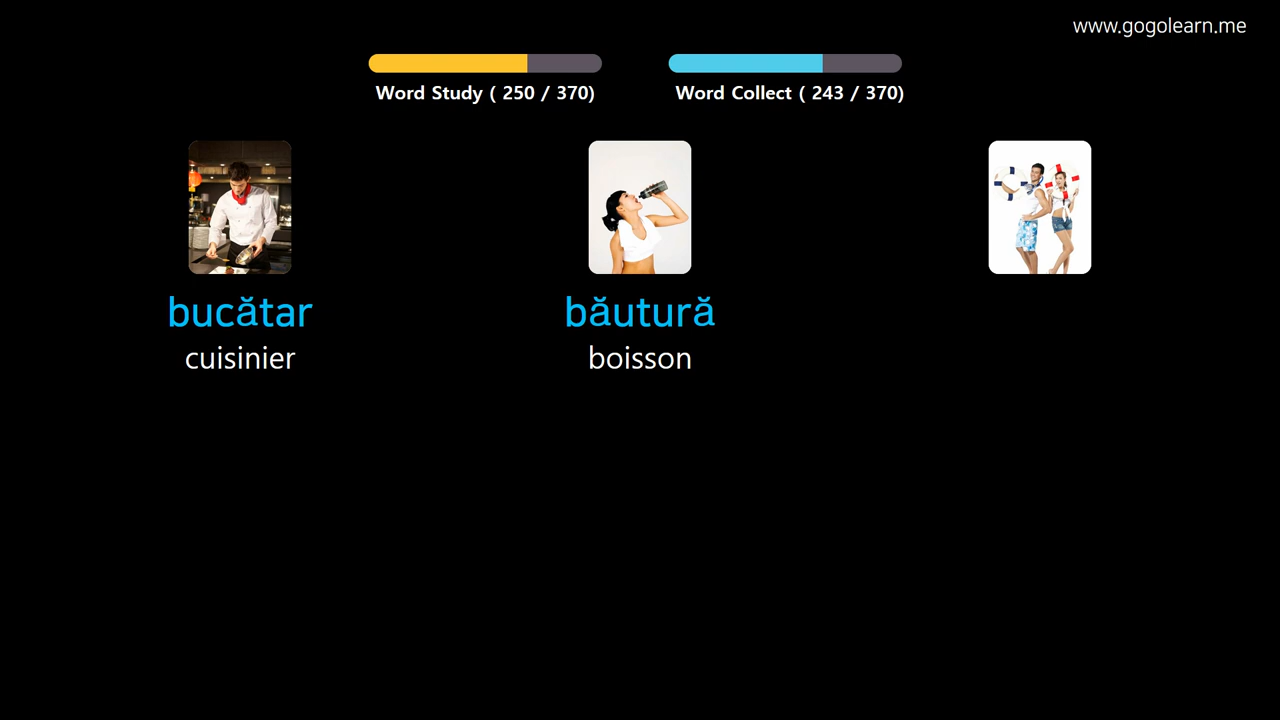 www.gogolearn.me
Word Study ( 250 / 370)
Word Collect ( 243 / 370)
bucătar
cuisinier
băutură
boisson